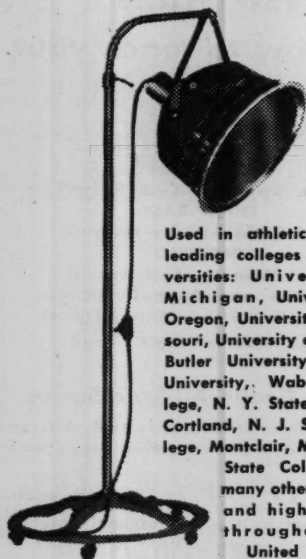 Used in athletic
leading colleges
versities: Unive
Michigan, Univ
Oregon, Universit
souri, University
Butler University
University, Wab
lege, N. Y. State
Cortland, N. J. S
lege, Montclair, M
State Col
many othe
and high
through
United